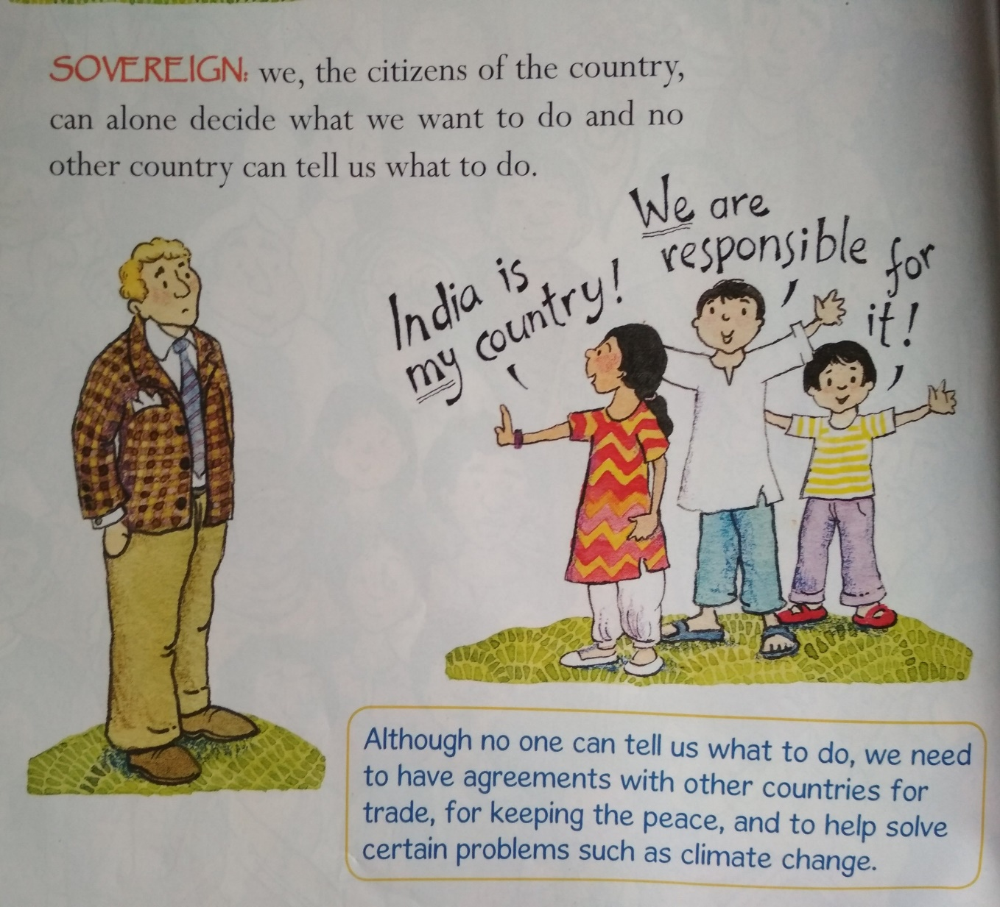 SOVEREIGN: we, the citizens of the country,
can alone decide what we want to do and no
other country can tell us what to do.
We are
responsible for
it!
India is
my country!
Although no one can tell us what to do, we need
to have agreements with other countries for
trade, for keeping the peace, and to help solve
certain problems such as climate change.